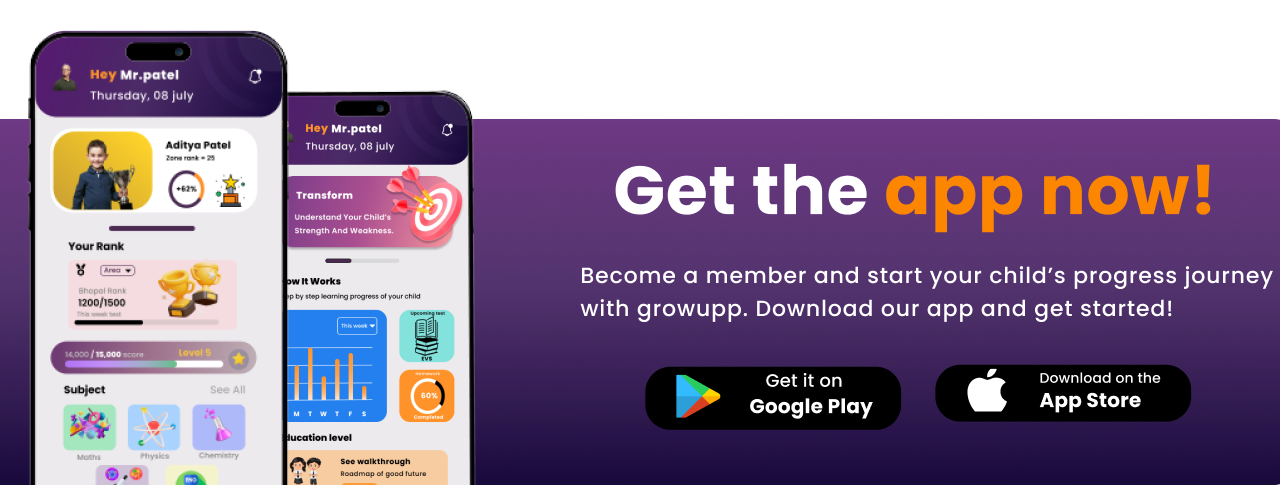 Hey Mr.patel
Thursday, 08 july
Aditya Patel
Zone rank = 25
+62%
Your Rank
Area
Bhopal Rank
1200/1500
This week test
14,000 / 15,000 score
Level 5
Subject
See All
Maths
Physics
Chemistry
ENG
Hey Mr.patel
Thursday, 08 july
Transform
Understand Your Child's
Strength And Weakness.
ow It Works
ep by step learning progress of your child
This week
M T W T F S
Upcoming test
EVS
Homework
60%
Completed
ducation level
See walkthrough
Roadmap of good future
Get the app now!
Become a member and start your child's progress journey
with growupp. Download our app and get started!
Get it on
Google Play
Download on the
App Store